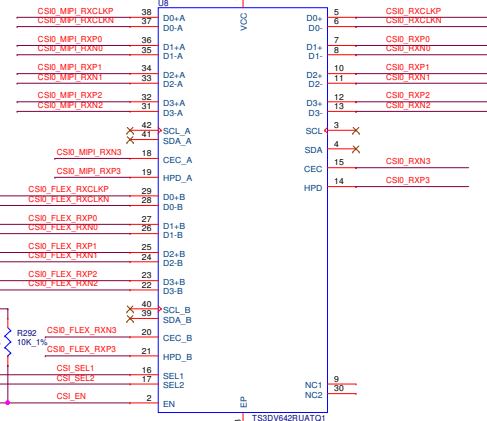 U8
CSI0_MIPI_RXCLKP 38 D0+A VCC D0+ 5 CSI0_RXCLKP
CSI0_MIPI_RXCLKN 37 D0-A D0- 6 CSI0_RXCLKN
CSI0_MIPI_RXP0 36 D1+A D1+ 7 CSI0_RXP0
CSI0_MIPI_RXN0 35 D1-A D1- 8 CSI0_RXN0
CSI0_MIPI_RXP1 34 D2+A D2+ 10 CSI0_RXP1
CSI0_MIPI_RXN1 33 D2-A D2- 11 CSI0_RXN1
CSI0_MIPI_RXP2 32 D3+A D3+ 12 CSI0_RXP2
CSI0_MIPI_RXN2 31 D3-A D3- 13 CSI0_RXN2
42 SCL_A SCL 3
41 SDA_A SDA 4
CSI0_MIPI_RXN3 18 CEC_A CEC 15 CSI0_RXN3
CSI0_MIPI_RXP3 19 HPD_A HPD 14 CSI0_RXP3
CSI0_FLEX_RXCLKP 29 D0+B
CSI0_FLEX_RXCLKN 28 D0-B
CSI0_FLEX_RXP0 27 D1+B
CSI0_FLEX_RXN0 26 D1-B
CSI0_FLEX_RXP1 25 D2+B
CSI0_FLEX_RXN1 24 D2-B
CSI0_FLEX_RXP2 23 D3+B
CSI0_FLEX_RXN2 22 D3-B
40 SCL_B
39 SDA_B
R292 CSI0_FLEX_RXN3 20 CEC_B
10K_1%
CSI0_FLEX_RXP3 21 HPD_B
CSI_SEL1 16 SEL1
CSI_SEL2 17 SEL2 NC1 9
NC2 30
CSI_EN 2 EN EP
TS3DV642RUATQ1